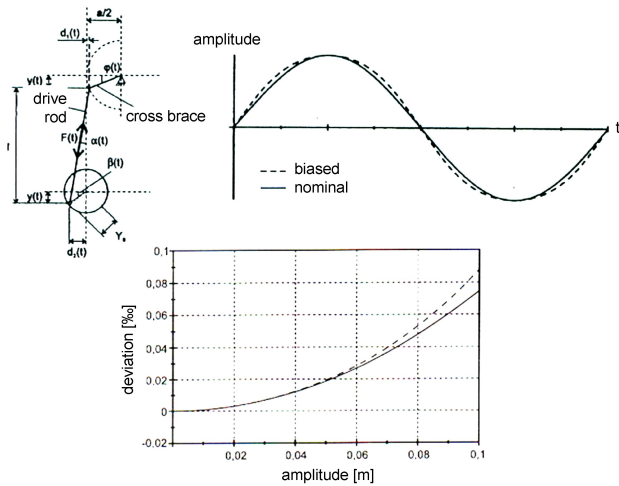 a/2
d₁(t)
y(t)
φ(t)
drive
rod
cross brace
F(t)
α(t)
r
β(t)
y(t)
Y₀
d₂(t)
amplitude
t
biased
nominal
0,1
0,08
0,06
0,04
0,02
0
-0,02
deviation [‰]
0,02
0,04
0,06
0,08
0,1
amplitude [m]